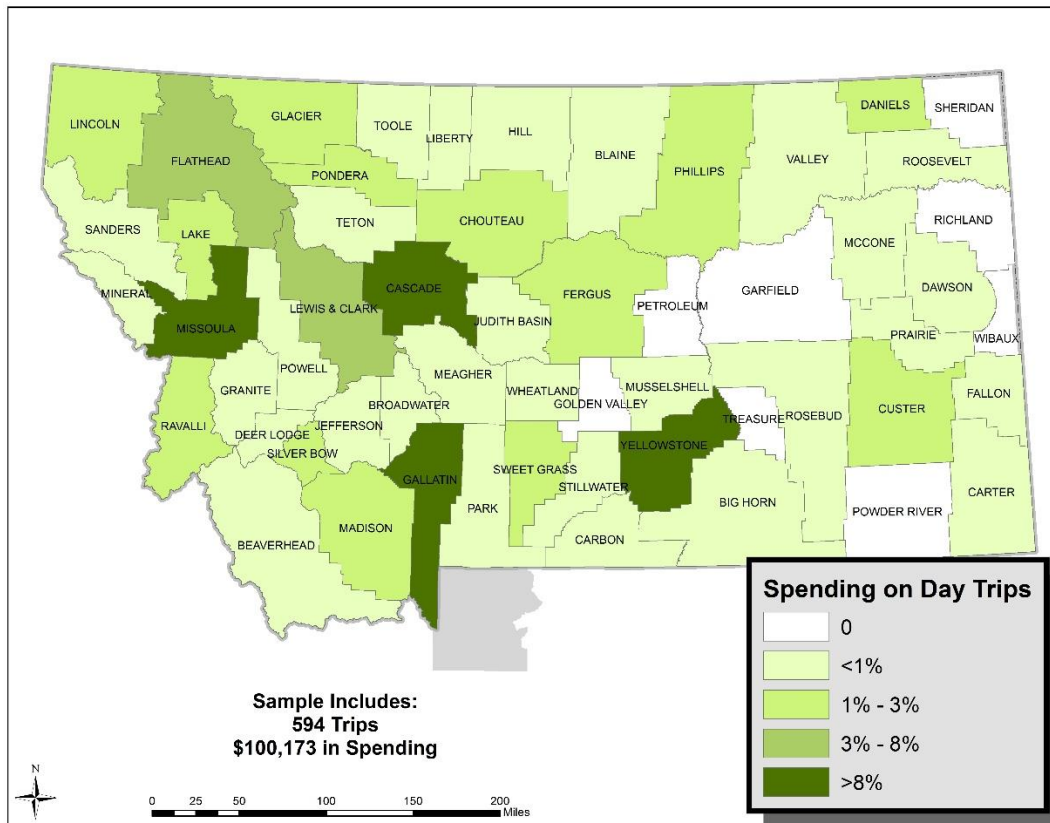 SHERIDAN
DANIELS
LINCOLN
GLACIER
TOOLE
LIBERTY
HILL
BLAINE
VALLEY
ROOSEVELT
FLATHEAD
PHILLIPS
PONDERA
RICHLAND
CHOUTEAU
TETON
SANDERS
LAKE
MCCONE
CASCADE
GARFIELD
DAWSON
MINERAL
LEWIS & CLARK
FERGUS
PETROLEUM
MISSOULA
JUDITH BASIN
PRAIRIE
WIBAUX
POWELL
MEAGHER
GRANITE
WHEATLAND
MUSSELSHELL
FALLON
GOLDEN VALLEY
BROADWATER
CUSTER
RAVALLI
JEFFERSON
TREASURE
ROSEBUD
DEER LODGE
YELLOWSTONE
SILVER BOW
SWEET GRASS
GALLATIN
STILLWATER
CARTER
BIG HORN
PARK
POWDER RIVER
MADISON
CARBON
BEAVERHEAD
Spending on Day Trips
0
<1%
1% - 3%
3% - 8%
>8%
Sample Includes:
594 Trips
$100,173 in Spending
N
0 25 50 100 150 200
Miles